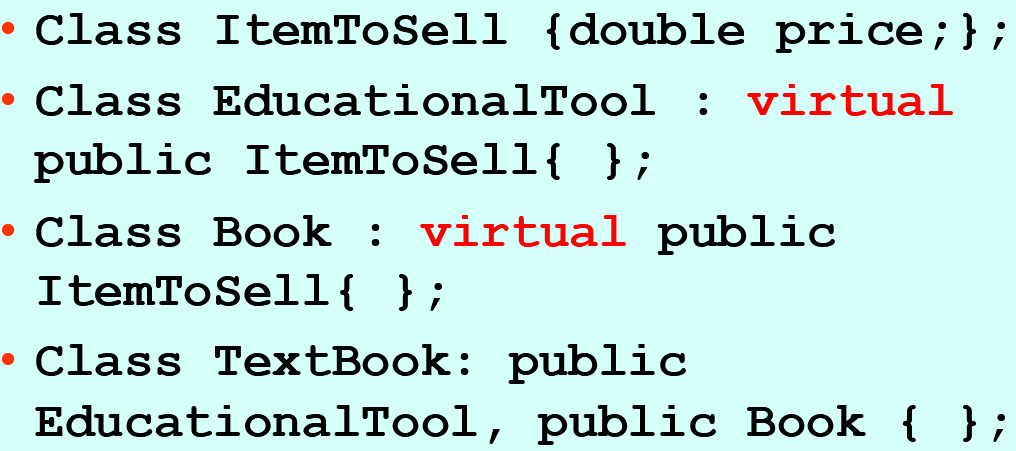 • Class ItemToSell {double price;};
• Class EducationalTool : virtual
public ItemToSell{ };
• Class Book : virtual public
ItemToSell{ };
• Class TextBook: public
EducationalTool, public Book { };